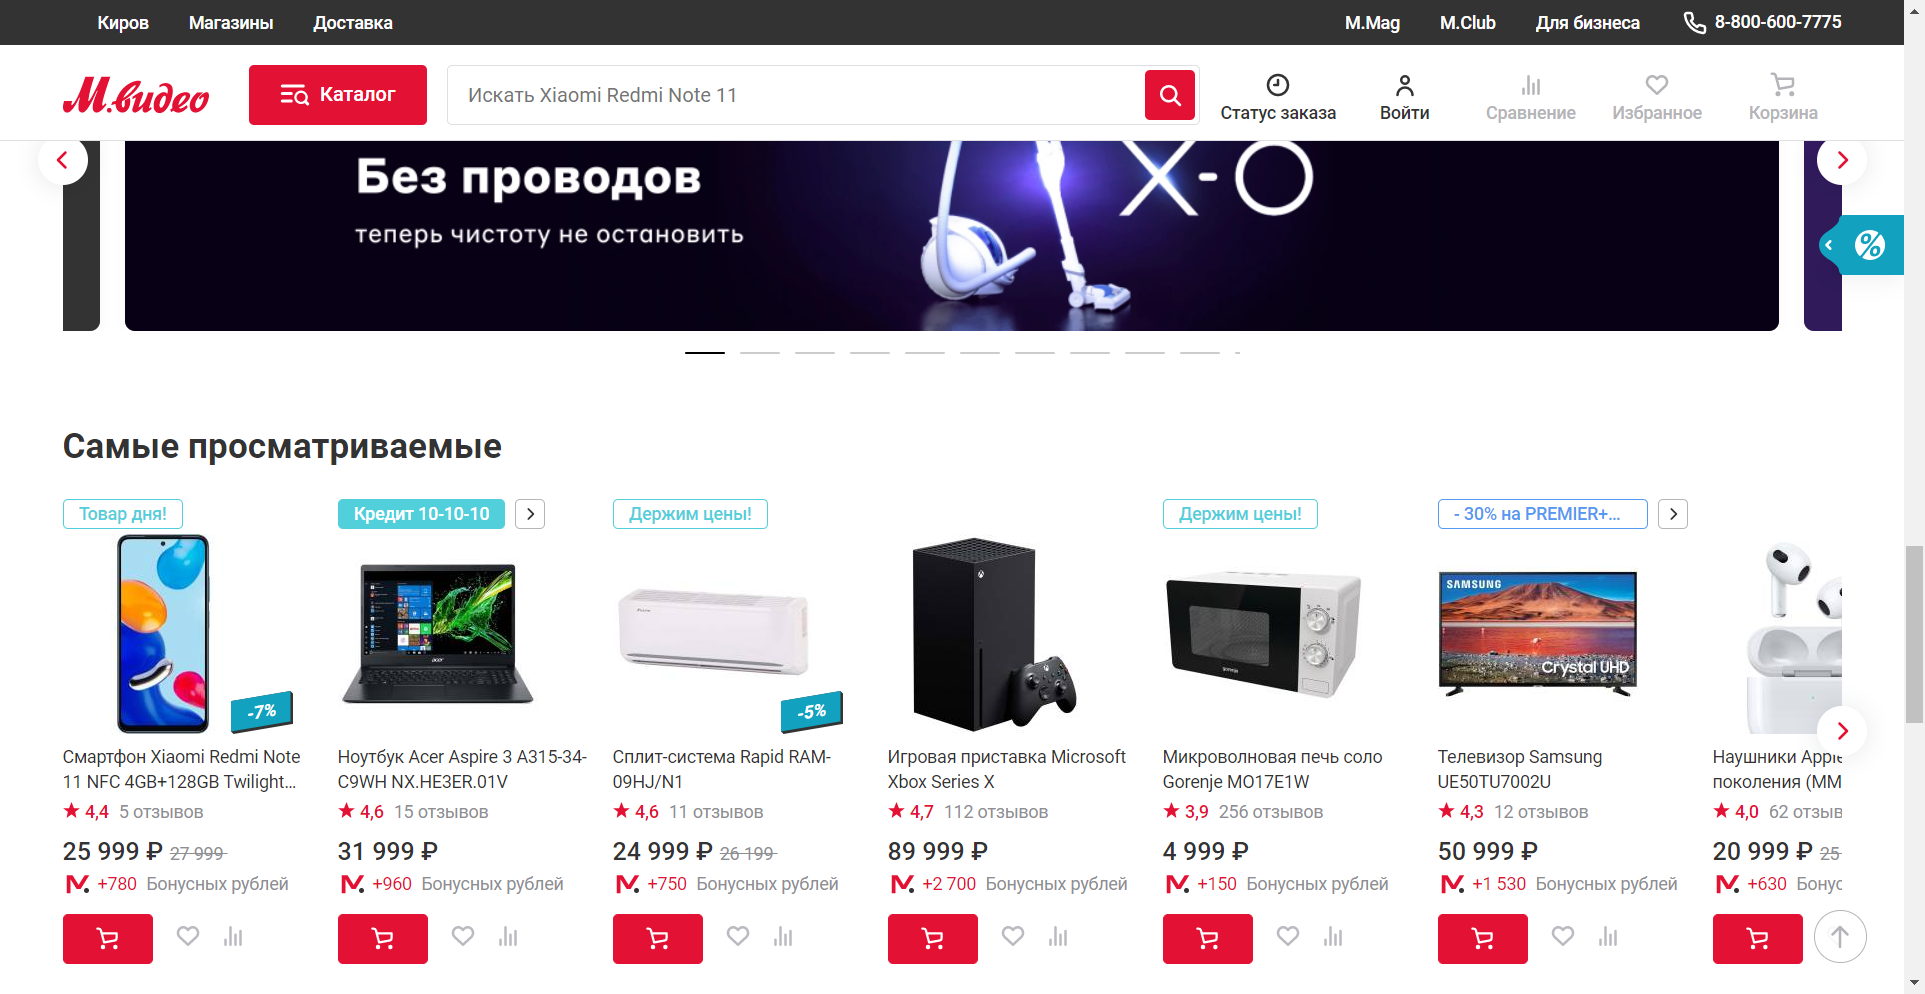 Киров Магазины Доставка M.Mag M.Club Для бизнеса 8-800-600-7775
М.видео Каталог Искать Xiaomi Redmi Note 11 Статус заказа Войти Сравнение Избранное Корзина
Без проводов
теперь чистоту не остановить
X-O
%
Самые просматриваемые
Товар дня!
-7%
Смартфон Xiaomi Redmi Note
11 NFC 4GB+128GB Twilight...
4,4 5 отзывов
25 999 ₽ 27 999
+780 Бонусных рублей
Кредит 10-10-10
acer
Ноутбук Acer Aspire 3 A315-34-
C9WH NX.HE3ER.01V
4,6 15 отзывов
31 999 ₽
+960 Бонусных рублей
Держим цены!
-5%
Сплит-система Rapid RAM-
09HJ/N1
4,6 11 отзывов
24 999 ₽ 26 199
+750 Бонусных рублей
Игровая приставка Microsoft
Xbox Series X
4,7 112 отзывов
89 999 ₽
+2 700 Бонусных рублей
Держим цены!
gorenje
Микроволновая печь соло
Gorenje MO17E1W
3,9 256 отзывов
4 999 ₽
+150 Бонусных рублей
- 30% на PREMIER+...
SAMSUNG
Crystal UHD
Телевизор Samsung
UE50TU7002U
4,3 12 отзывов
50 999 ₽
+1 530 Бонусных рублей
Наушники Apple
поколения (MM
4,0 62 отзыв
20 999 ₽ 25
+630 Бонус